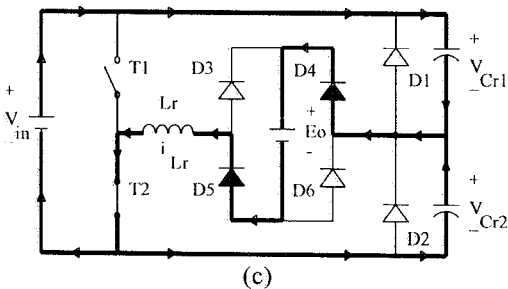 T1
D3
D4
D1
+
V
Cr1
_
+
V
in
_
Lr
i
Lr
+
Eo
-
T2
D5
D6
D2
+
V
Cr2
_
(c)